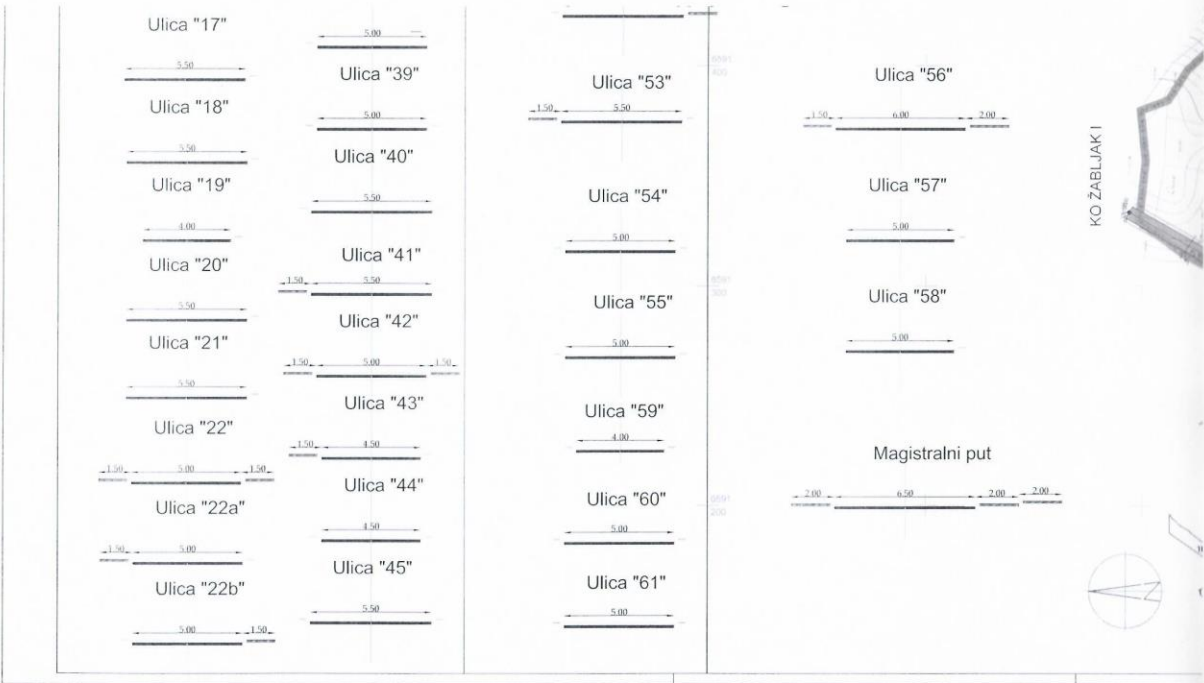 Ulica "17"
5.50
Ulica "18"
5.50
Ulica "19"
4.00
Ulica "20"
5.50
Ulica "21"
5.50
Ulica "22"
1.50 5.00 1.50
Ulica "22a"
1.50 5.00
Ulica "22b"
5.00 1.50
5.00
Ulica "39"
5.00
Ulica "40"
5.50
Ulica "41"
1.50 5.50
Ulica "42"
1.50 5.00 1.50
Ulica "43"
1.50 4.50
Ulica "44"
4.50
Ulica "45"
5.50
Ulica "53"
1.50 5.50
Ulica "54"
5.00
Ulica "55"
5.00
Ulica "59"
4.00
Ulica "60"
5.00
Ulica "61"
5.00
6591
400
6591
300
6591
200
Ulica "56"
1.50 6.00 2.00
Ulica "57"
5.00
Ulica "58"
5.00
Magistralni put
2.00 6.50 2.00 2.00
KO ŽABLJAK I